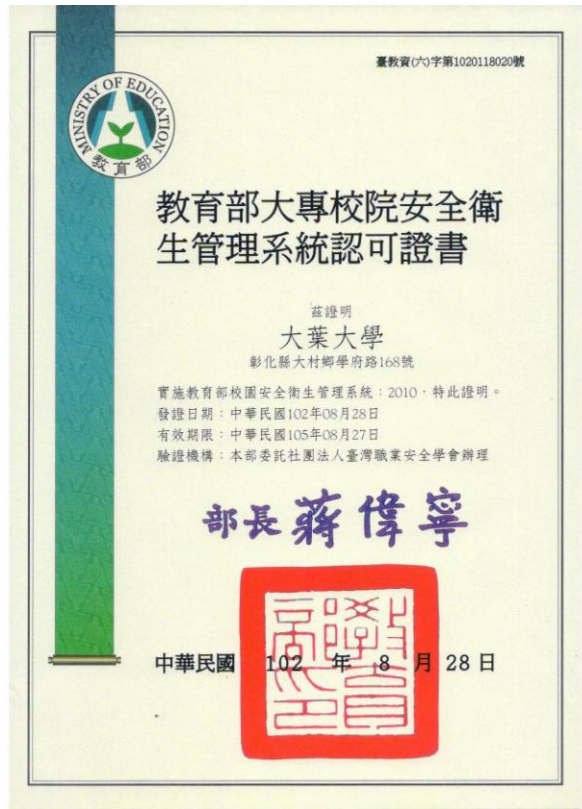 臺教資(六)字第1020118020號
MINISTRY OF EDUCATION
教育部
教育部大專校院安全衛
生管理系統認可證書
茲證明
大葉大學
彰化縣大村鄉學府路168號
實施教育部校園安全衛生管理系統：2010，特此證明。
發證日期：中華民國102年08月28日
有效期限：中華民國105年08月27日
驗證機構：本部委託社團法人臺灣職業安全學會辦理
部長 蔣偉寧
教育部印
中華民國 102 年 8 月 28 日